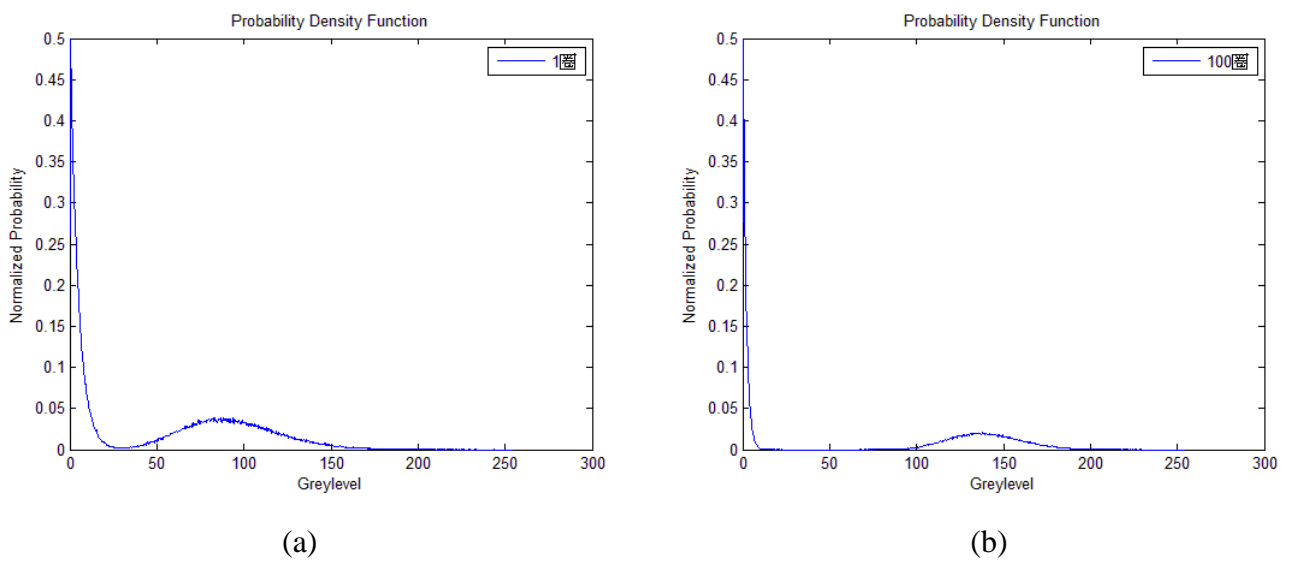 Probability Density Function
0.5
0.45
0.4
0.35
0.3
0.25
0.2
0.15
0.1
0.05
0
Normalized Probability
1圈
0 50 100 150 200 250 300
Greylevel
(a)
Probability Density Function
0.5
0.45
0.4
0.35
0.3
0.25
0.2
0.15
0.1
0.05
0
Normalized Probability
100圈
0 50 100 150 200 250 300
Greylevel
(b)